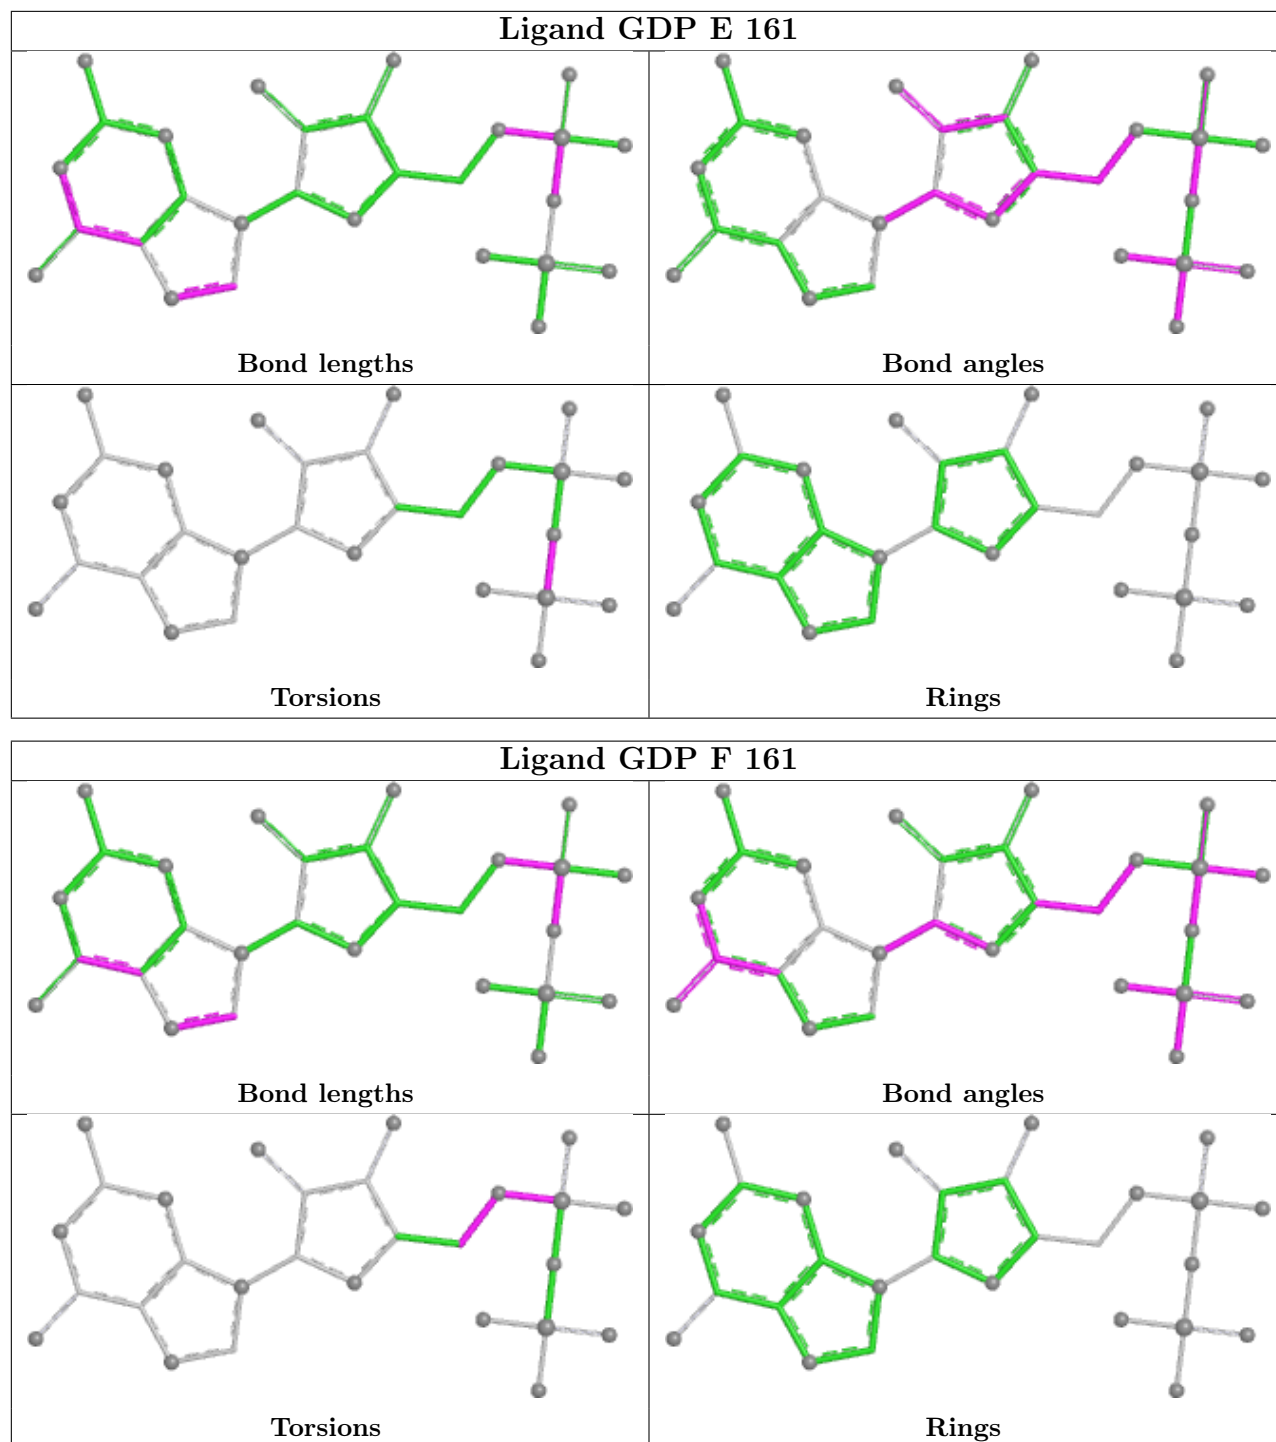 Ligand GDP E 161
Bond lengths
Bond angles
Torsions
Rings
Ligand GDP F 161
Bond lengths
Bond angles
Torsions
Rings